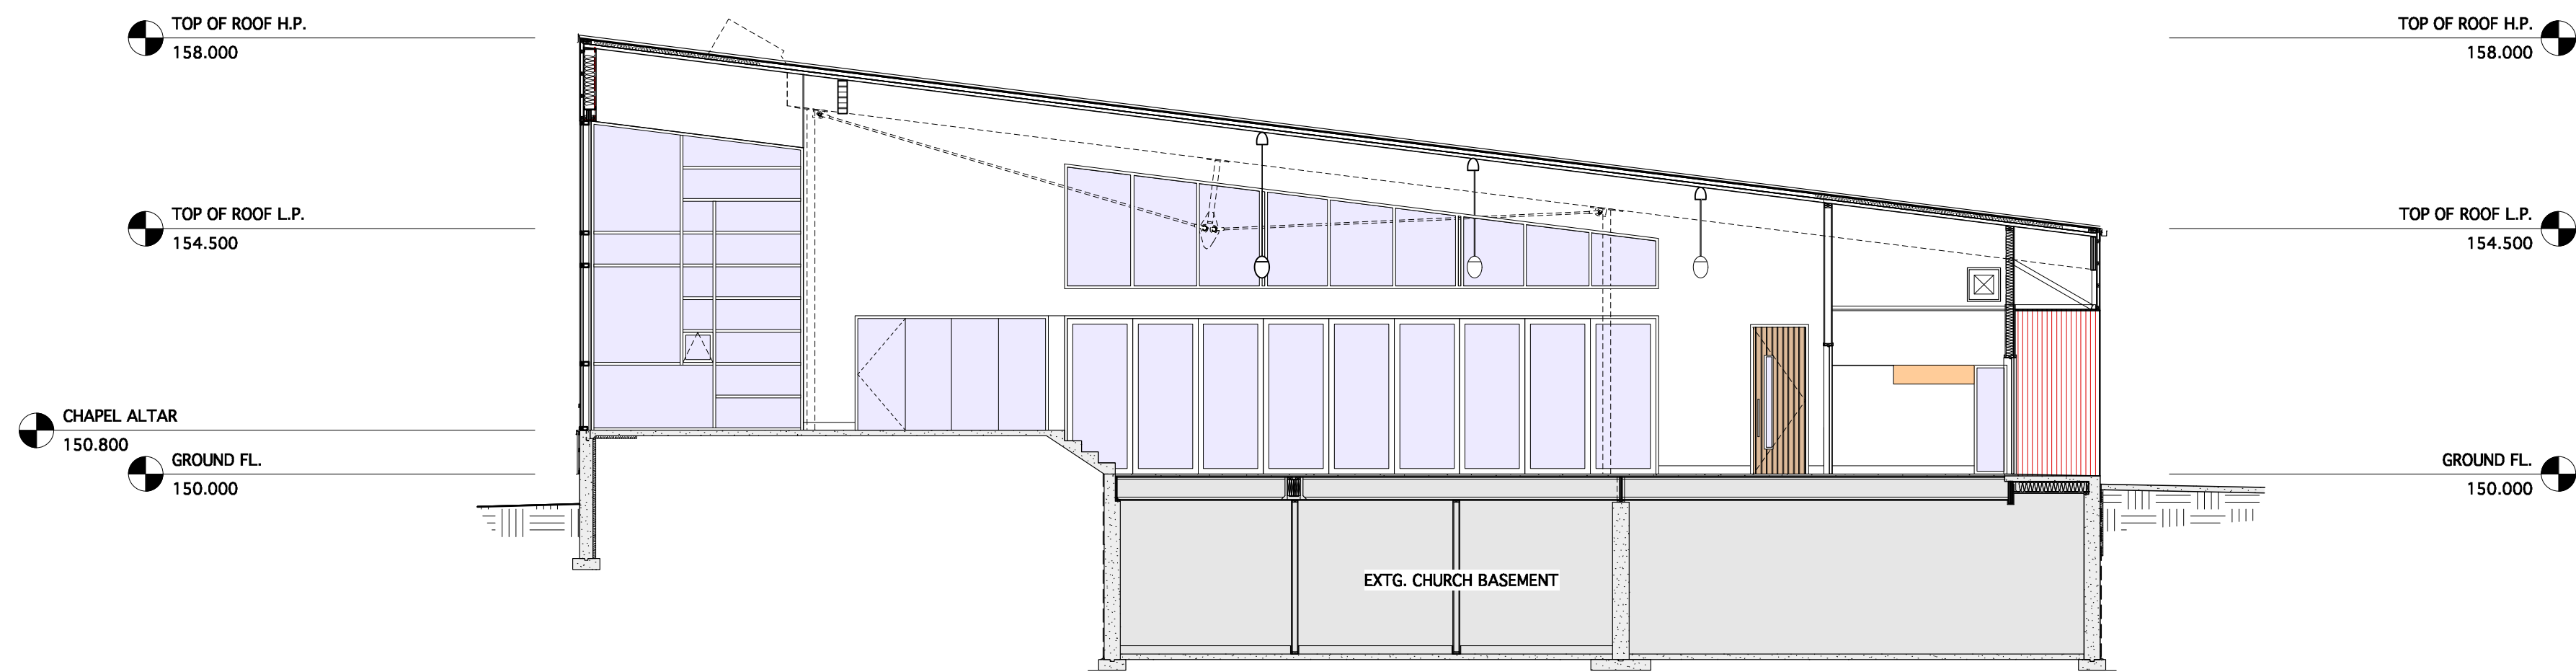 TOP OF ROOF H.P.
158.000
TOP OF ROOF H.P.
158.000
TOP OF ROOF L.P.
154.500
TOP OF ROOF L.P.
154.500
CHAPEL ALTAR
150.800
GROUND FL.
150.000
GROUND FL.
150.000
EXTG. CHURCH BASEMENT